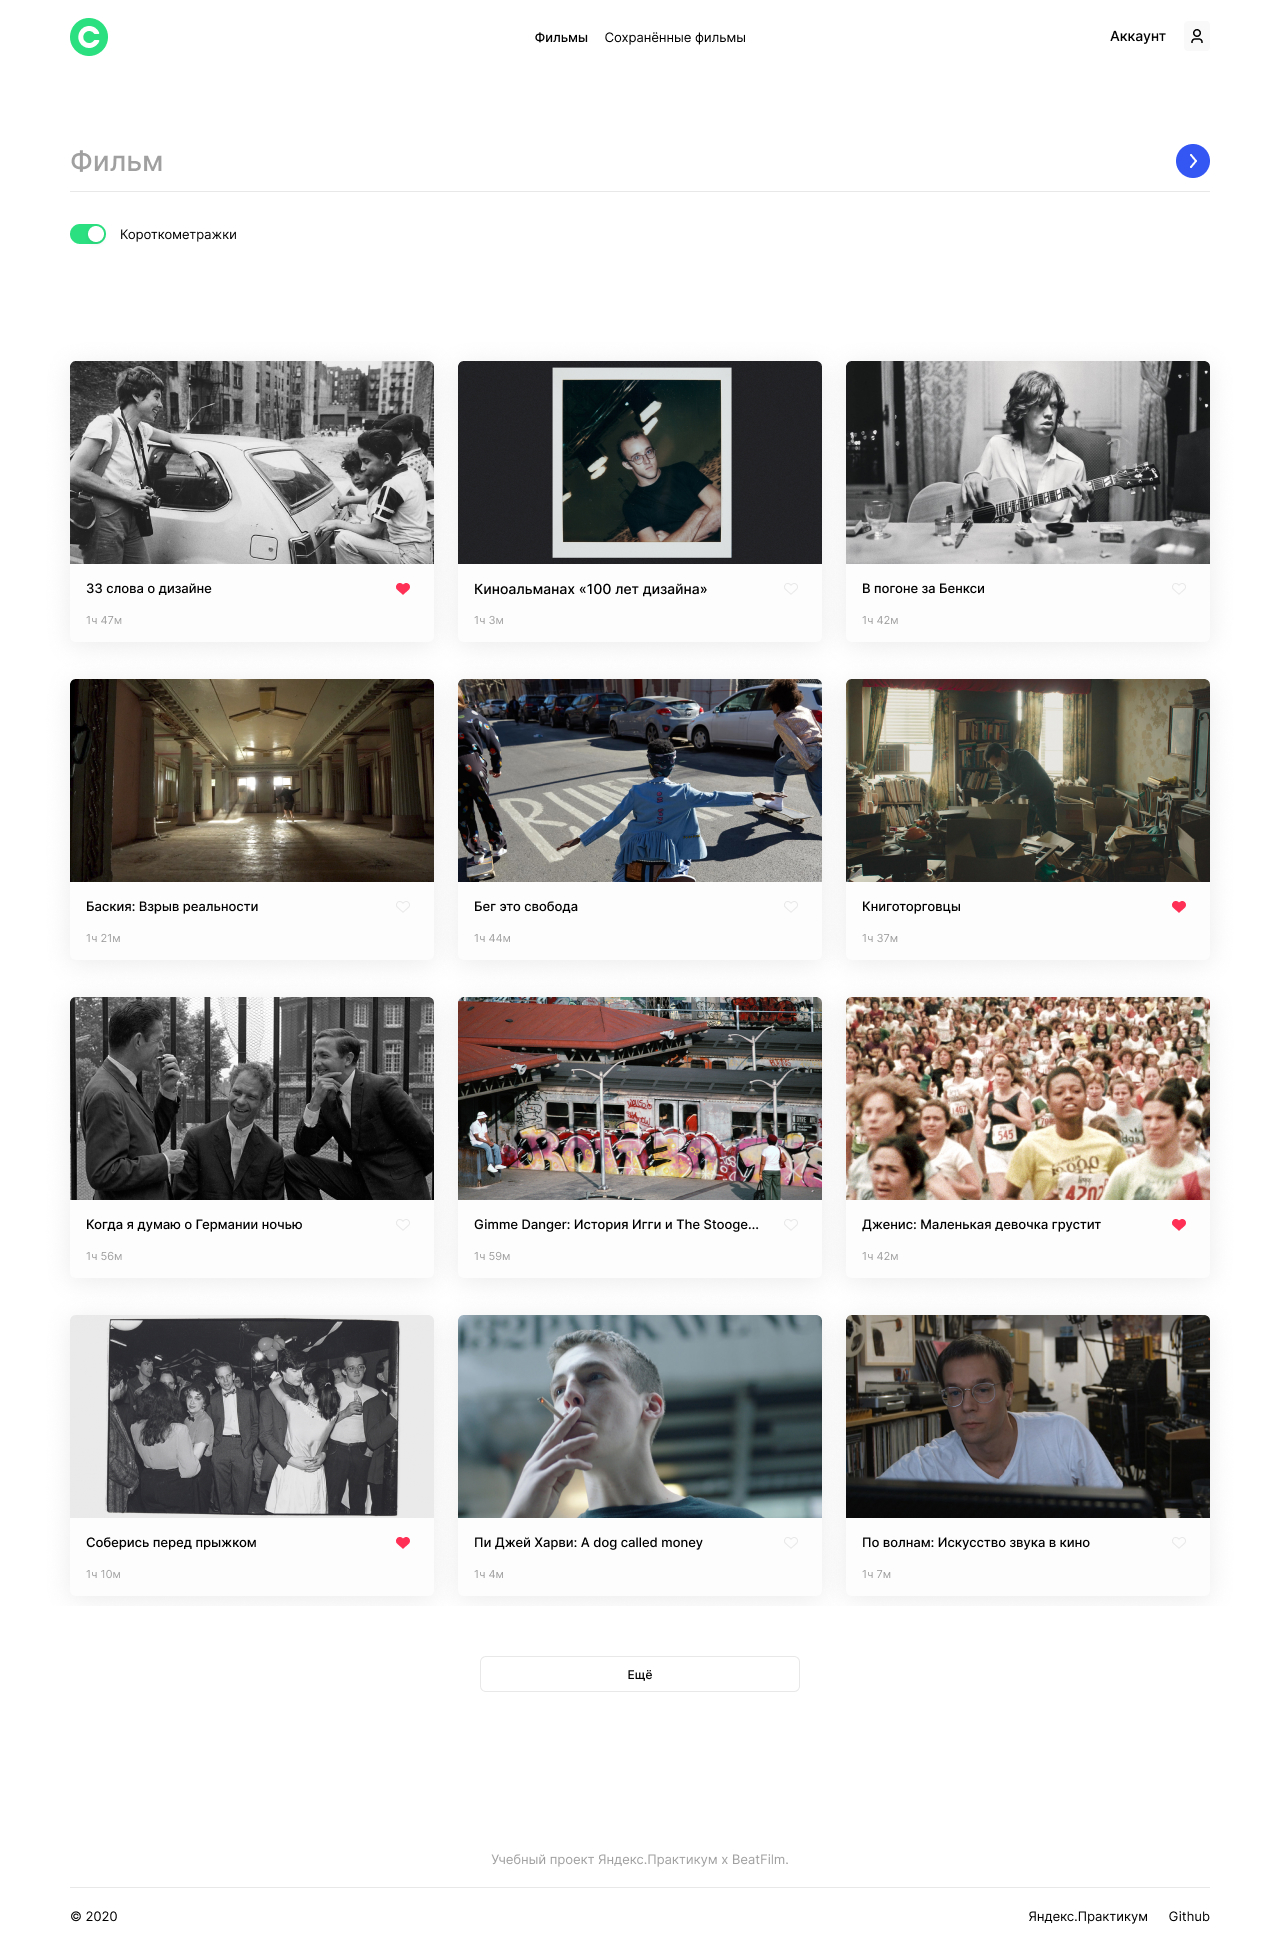 Фильмы Сохранённые фильмы Аккаунт
Фильм
Короткометражки
33 слова о дизайне
1ч 47м
Киноальманах «100 лет дизайна»
1ч 3м
В погоне за Бенкси
1ч 42м
Баския: Взрыв реальности
1ч 21м
Бег это свобода
1ч 44м
Книготорговцы
1ч 37м
545
4202
Когда я думаю о Германии ночью
1ч 56м
Gimme Danger: История Игги и The Stooge...
1ч 59м
Дженис: Маленькая девочка грустит
1ч 42м
Соберись перед прыжком
1ч 10м
Пи Джей Харви: A dog called money
1ч 4м
По волнам: Искусство звука в кино
1ч 7м
Ещё
Учебный проект Яндекс.Практикум х BeatFilm.
© 2020 Яндекс.Практикум Github